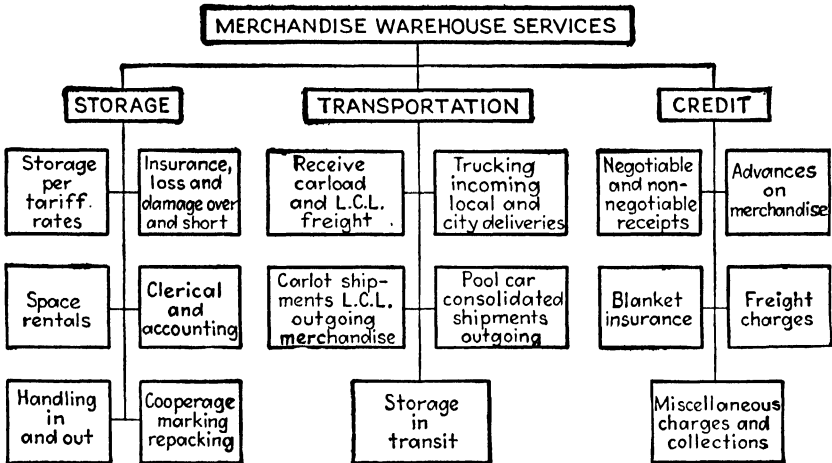 MERCHANDISE WAREHOUSE SERVICES
STORAGE
TRANSPORTATION
CREDIT
Storage
per
tariff.
rates
Insurance,
loss and
damage over
and short
Receive
carload
and L.C.L.
freight .
Trucking
incoming
local and
city deliveries
Negotiable
and non-
negotiable
receipts
Advances
on
merchandise
Space
rentals
Clerical
and
accounting
Carlot ship-
ments L.C.L.
outgoing
merchandise
Pool car
consolidated
shipments
outgoing
Blanket
insurance
Freight
charges
Handling
in
and out
Cooperage
marking
repacking
Storage
in
transit
Miscellaneous
charges and
collections